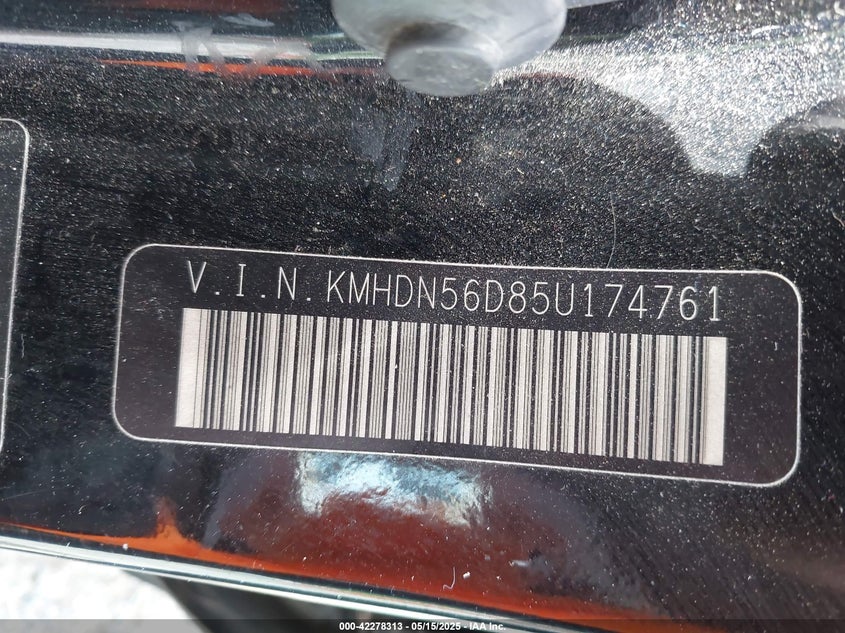 V.I.N.KMHDN56D85U174761
000-42278313 - 05/15/2025 - IAA Inc.